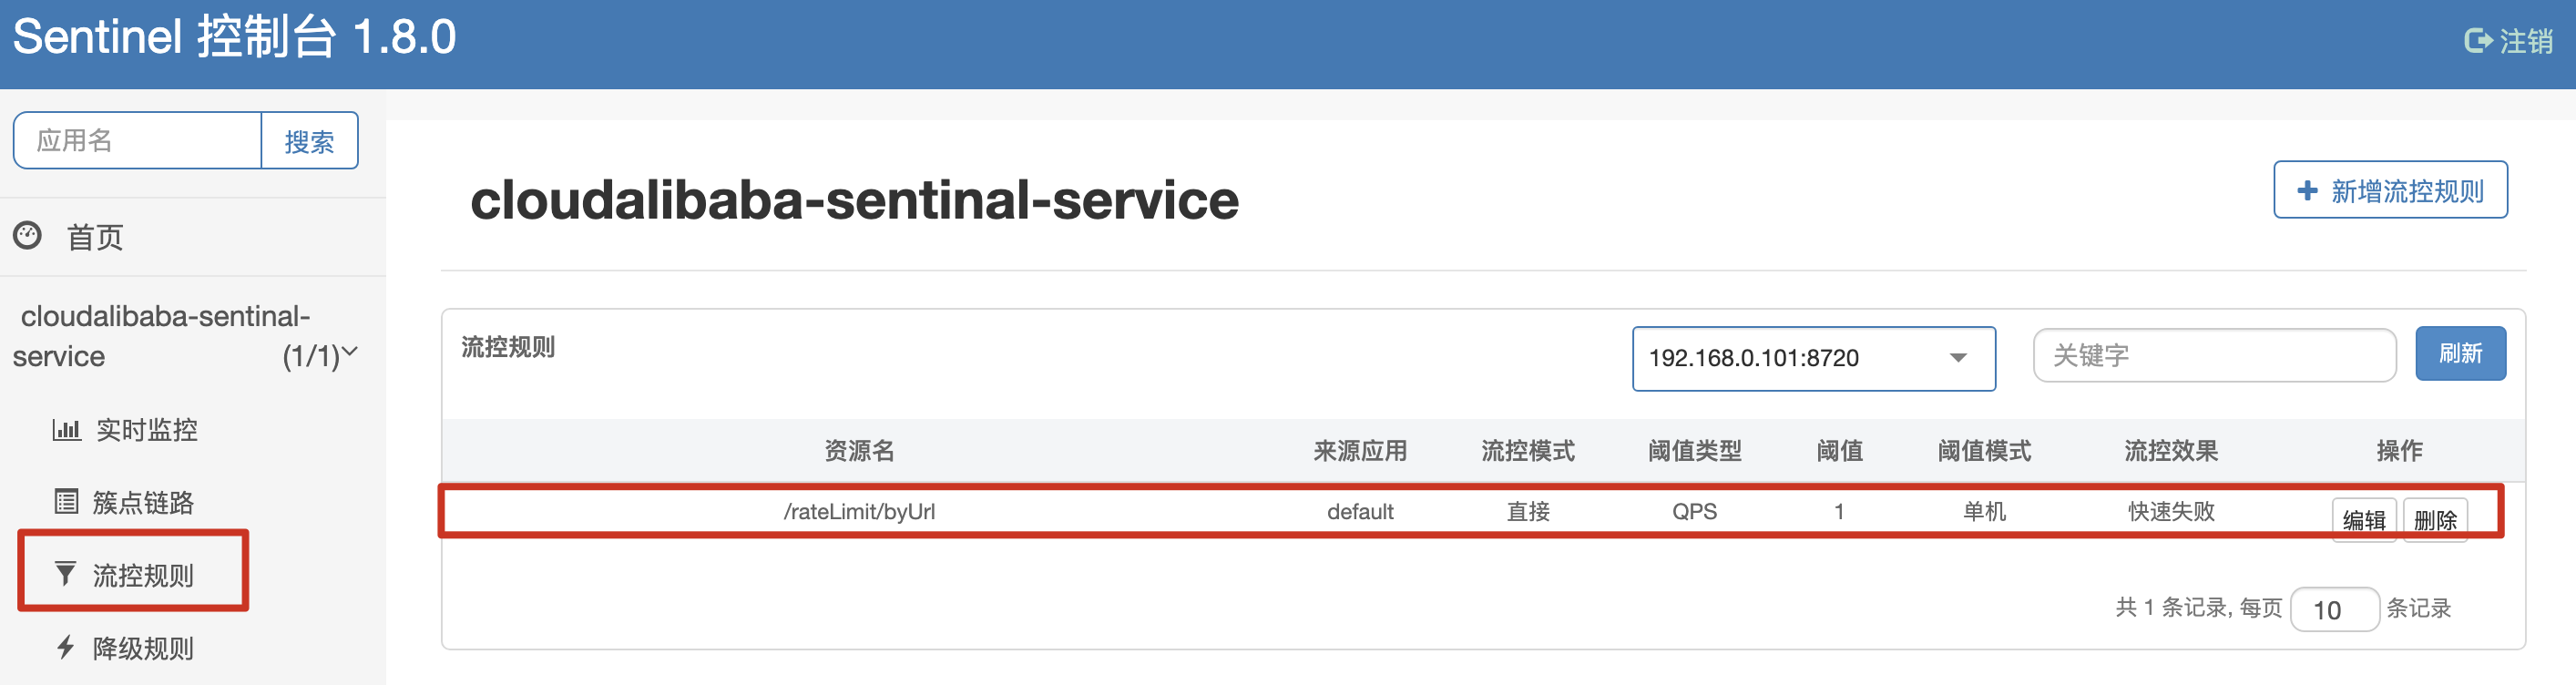 Sentinel 控制台 1.8.0
注销
应用名
搜索
首页
cloudalibaba-sentinal-
service (1/1)
实时监控
簇点链路
流控规则
降级规则
cloudalibaba-sentinal-service
新增流控规则
流控规则
192.168.0.101:8720
关键字
刷新
资源名 来源应用 流控模式 阈值类型 阈值 阈值模式 流控效果 操作
/rateLimit/byUrl default 直接 QPS 1 单机 快速失败 编辑 删除
共 1 条记录, 每页 10 条记录